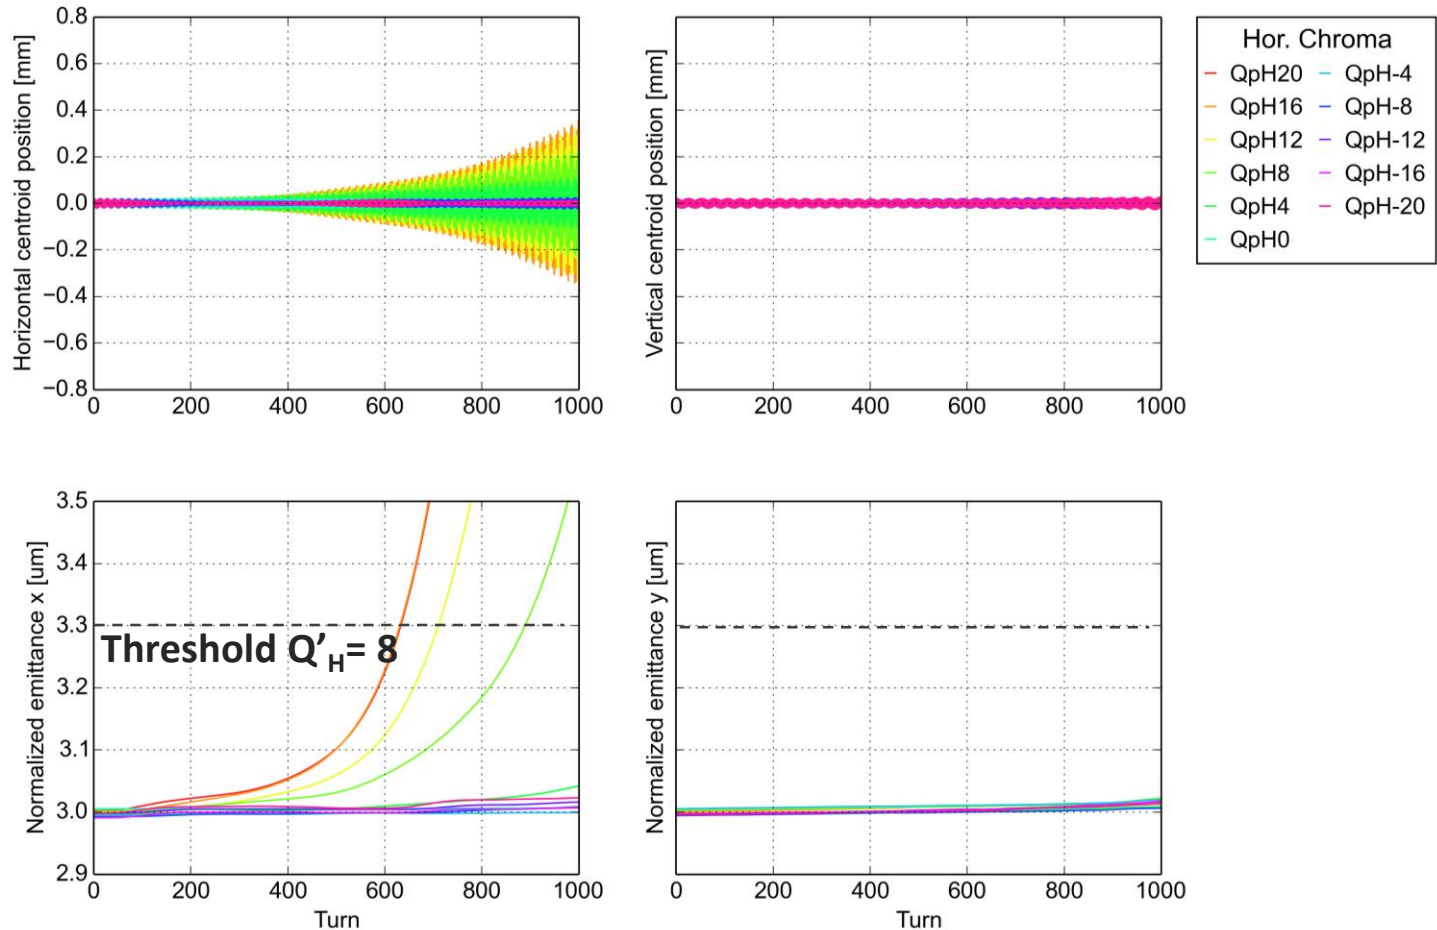 Horizontal centroid position [mm]
0.8
0.6
0.4
0.2
0.0
−0.2
−0.4
−0.6
−0.8
0 200 400 600 800 1000
Vertical centroid position [mm]
0 200 400 600 800 1000
Hor. Chroma
QpH20 QpH-4
QpH16 QpH-8
QpH12 QpH-12
QpH8 QpH-16
QpH4 QpH-20
QpH0
Normalized emittance x [um]
3.5
3.4
3.3
Threshold Q’H= 8
3.2
3.1
3.0
2.9
0 200 400 600 800 1000
Turn
Normalized emittance y [um]
0 200 400 600 800 1000
Turn